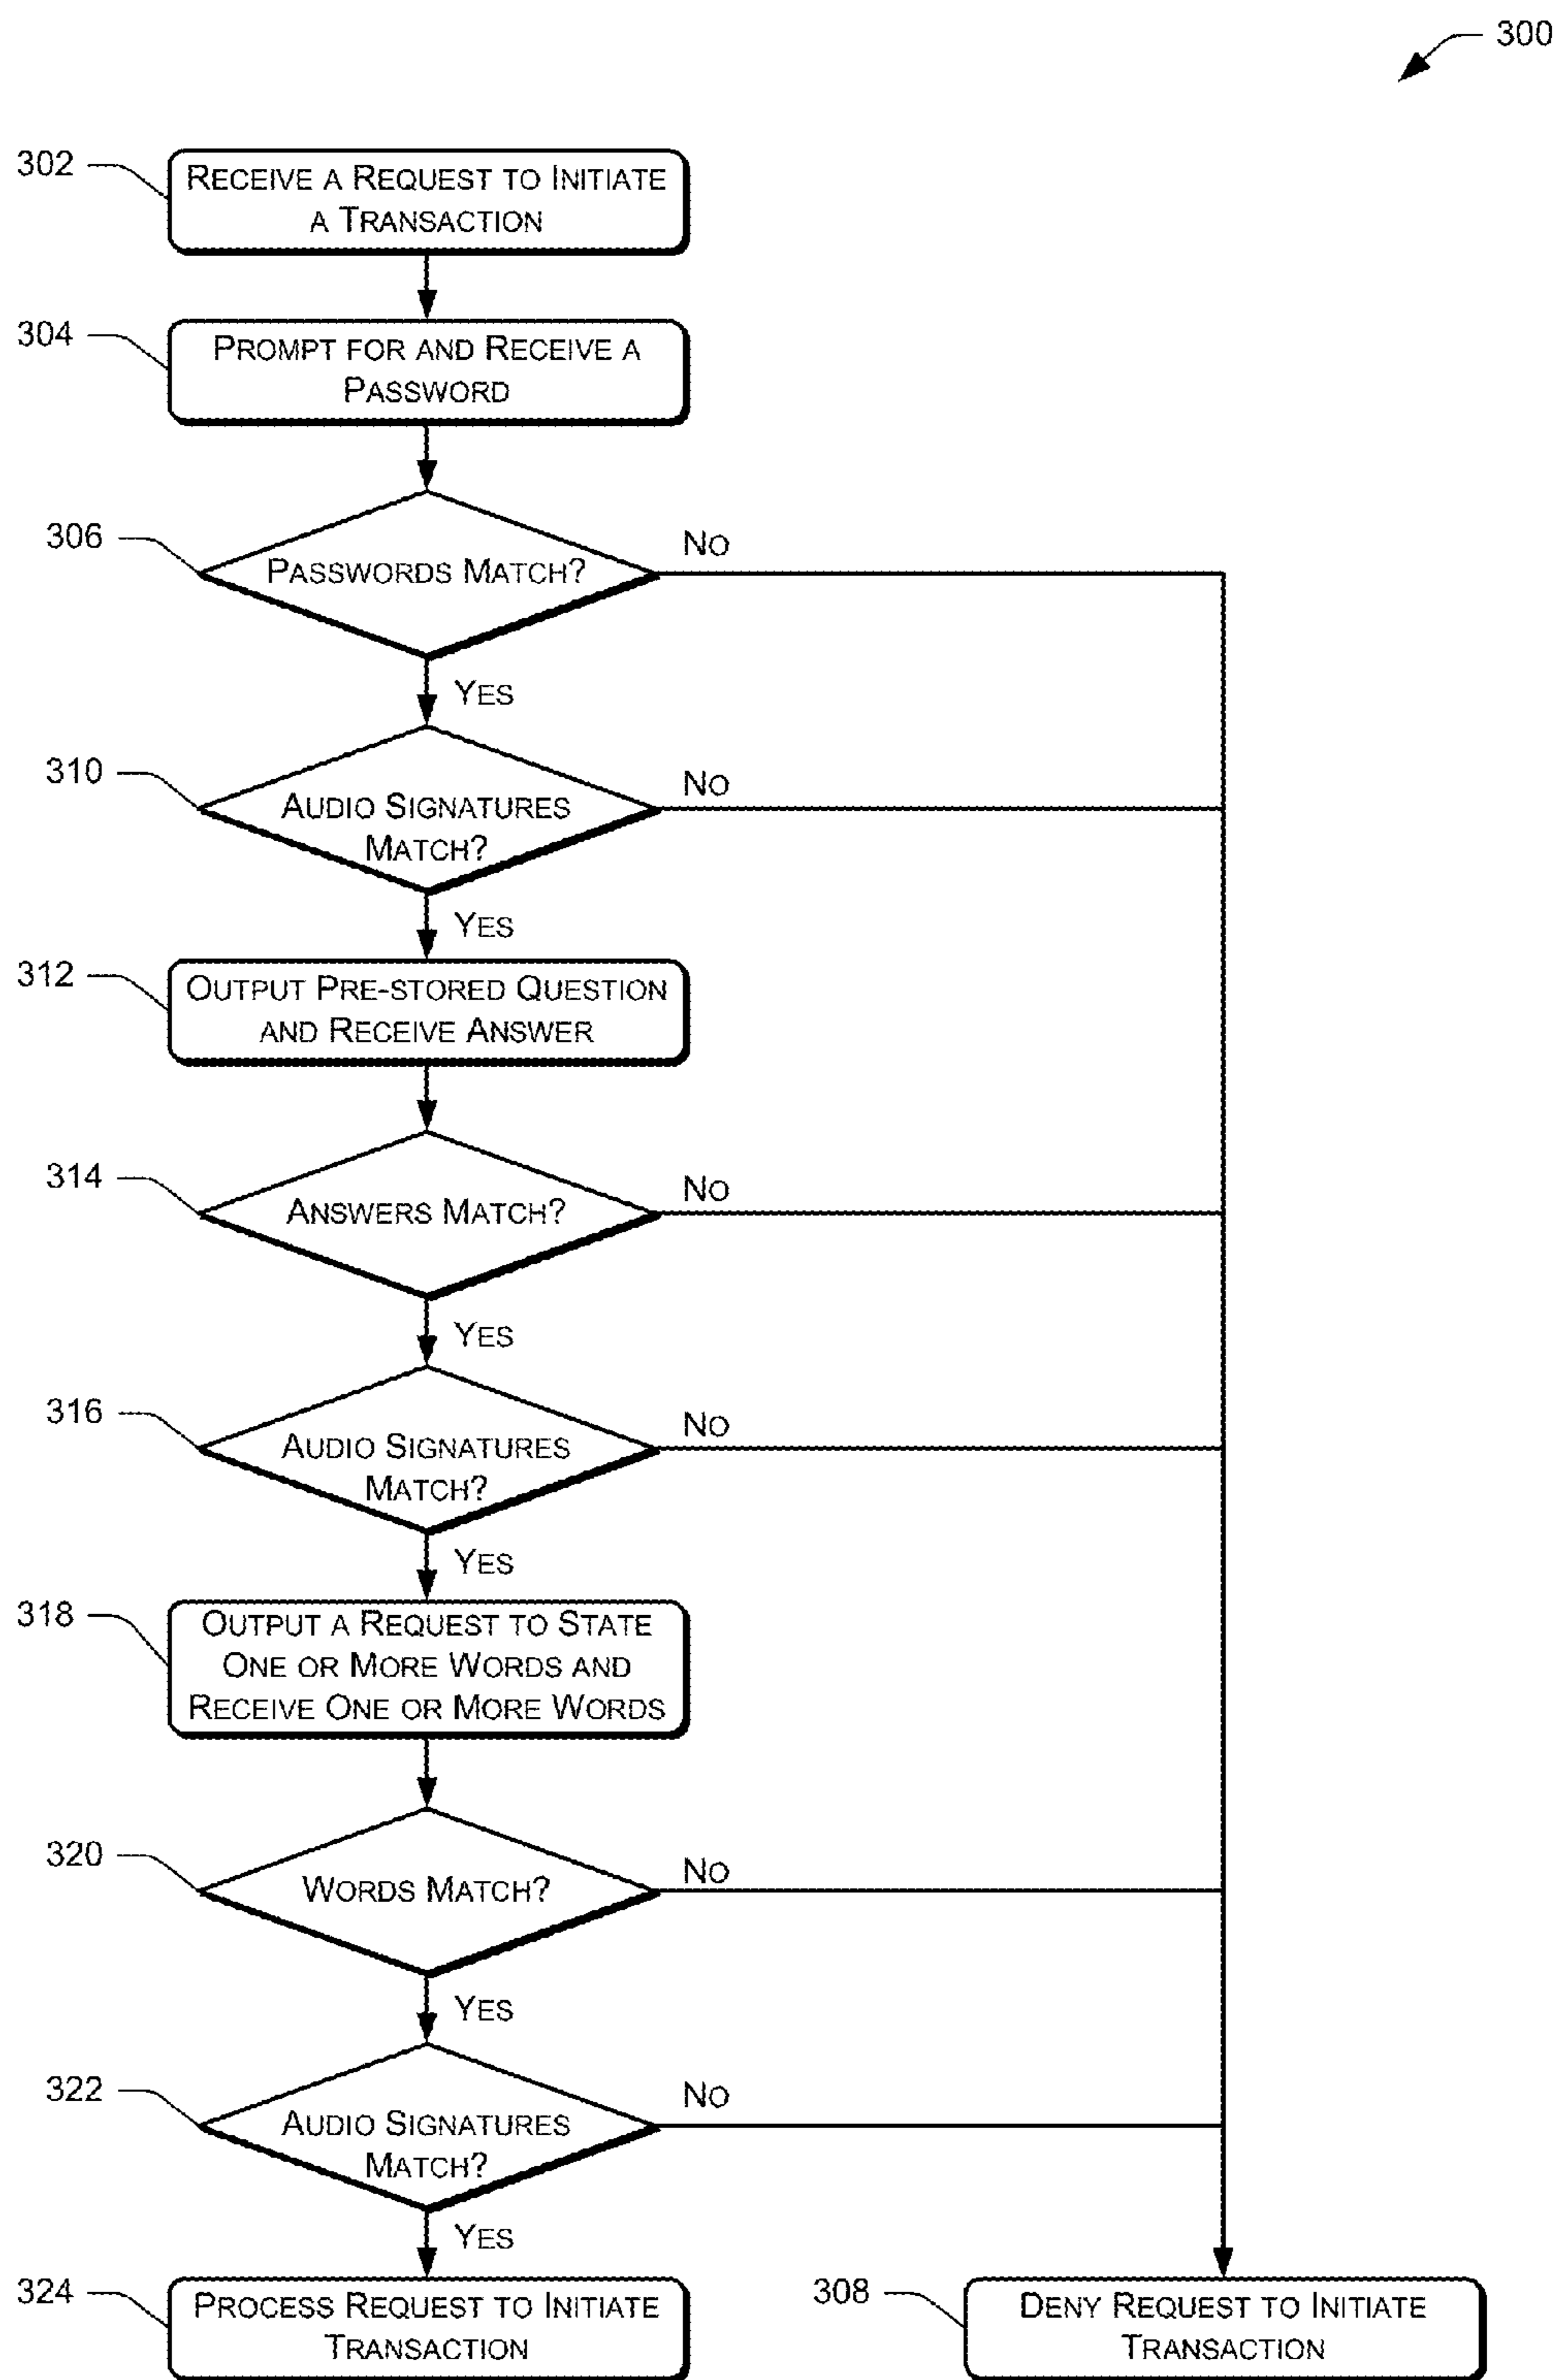 300
302
RECEIVE A REQUEST TO INITIATE
A TRANSACTION
304
PROMPT FOR AND RECEIVE A
PASSWORD
306
PASSWORDS MATCH?
NO
YES
310
AUDIO SIGNATURES
MATCH?
NO
YES
312
OUTPUT PRE-STORED QUESTION
AND RECEIVE ANSWER
314
ANSWERS MATCH?
NO
YES
316
AUDIO SIGNATURES
MATCH?
NO
YES
318
OUTPUT A REQUEST TO STATE
ONE OR MORE WORDS AND
RECEIVE ONE OR MORE WORDS
320
WORDS MATCH?
NO
YES
322
AUDIO SIGNATURES
MATCH?
NO
YES
324
PROCESS REQUEST TO INITIATE
TRANSACTION
308
DENY REQUEST TO INITIATE
TRANSACTION